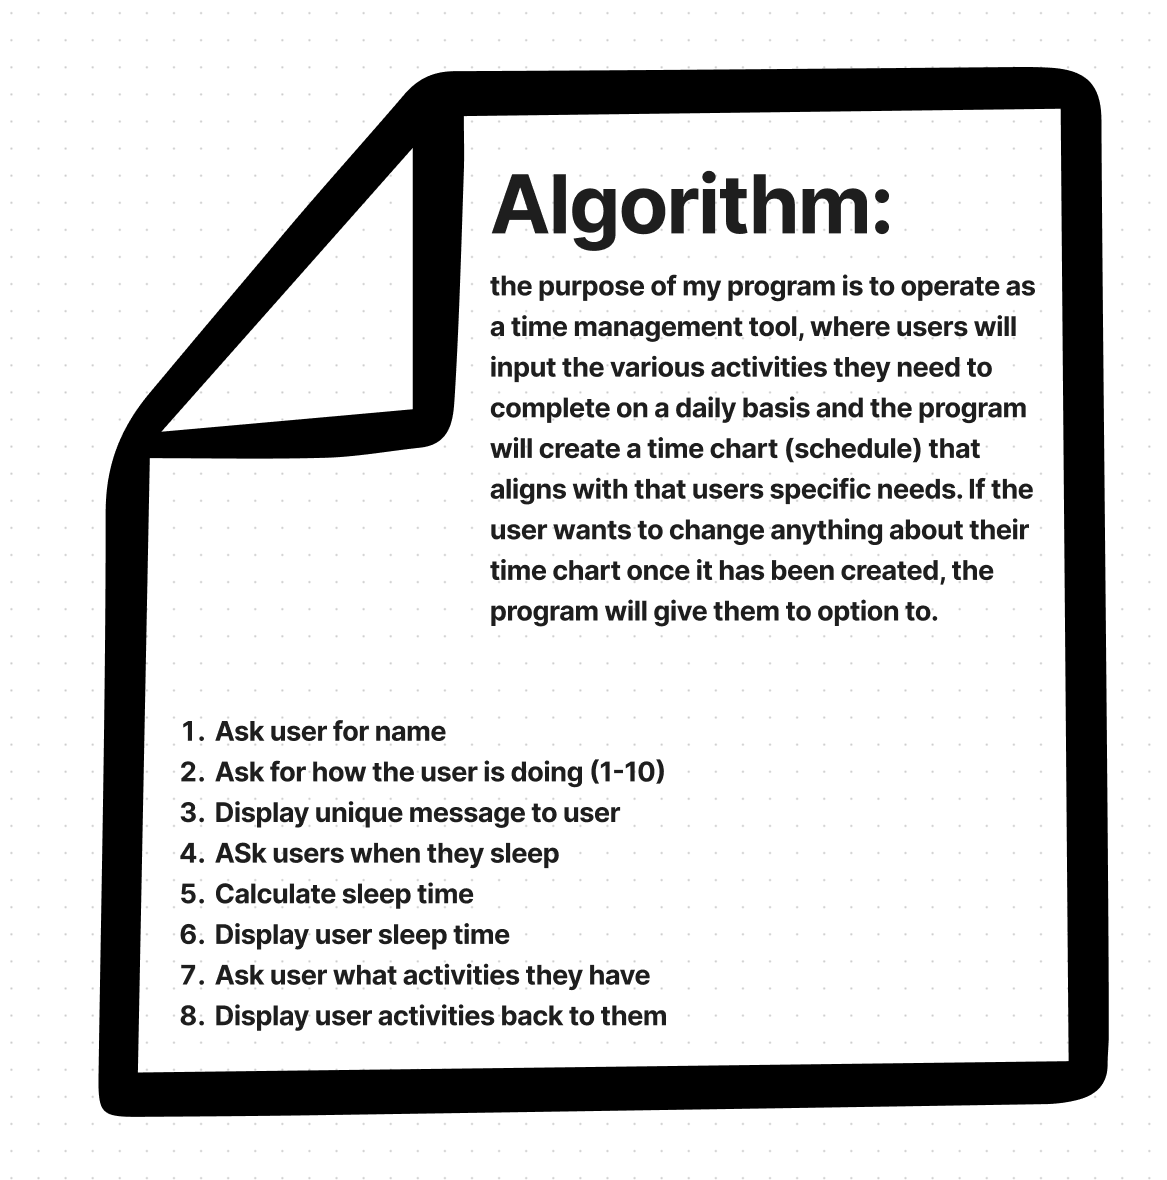 Algorithm:
the purpose of my program is to operate as
a time management tool, where users will
input the various activities they need to
complete on a daily basis and the program
will create a time chart (schedule) that
aligns with that users specific needs. If the
user wants to change anything about their
time chart once it has been created, the
program will give them to option to.
1. Ask user for name
2. Ask for how the user is doing (1-10)
3. Display unique message to user
4. ASk users when they sleep
5. Calculate sleep time
6. Display user sleep time
7. Ask user what activities they have
8. Display user activities back to them